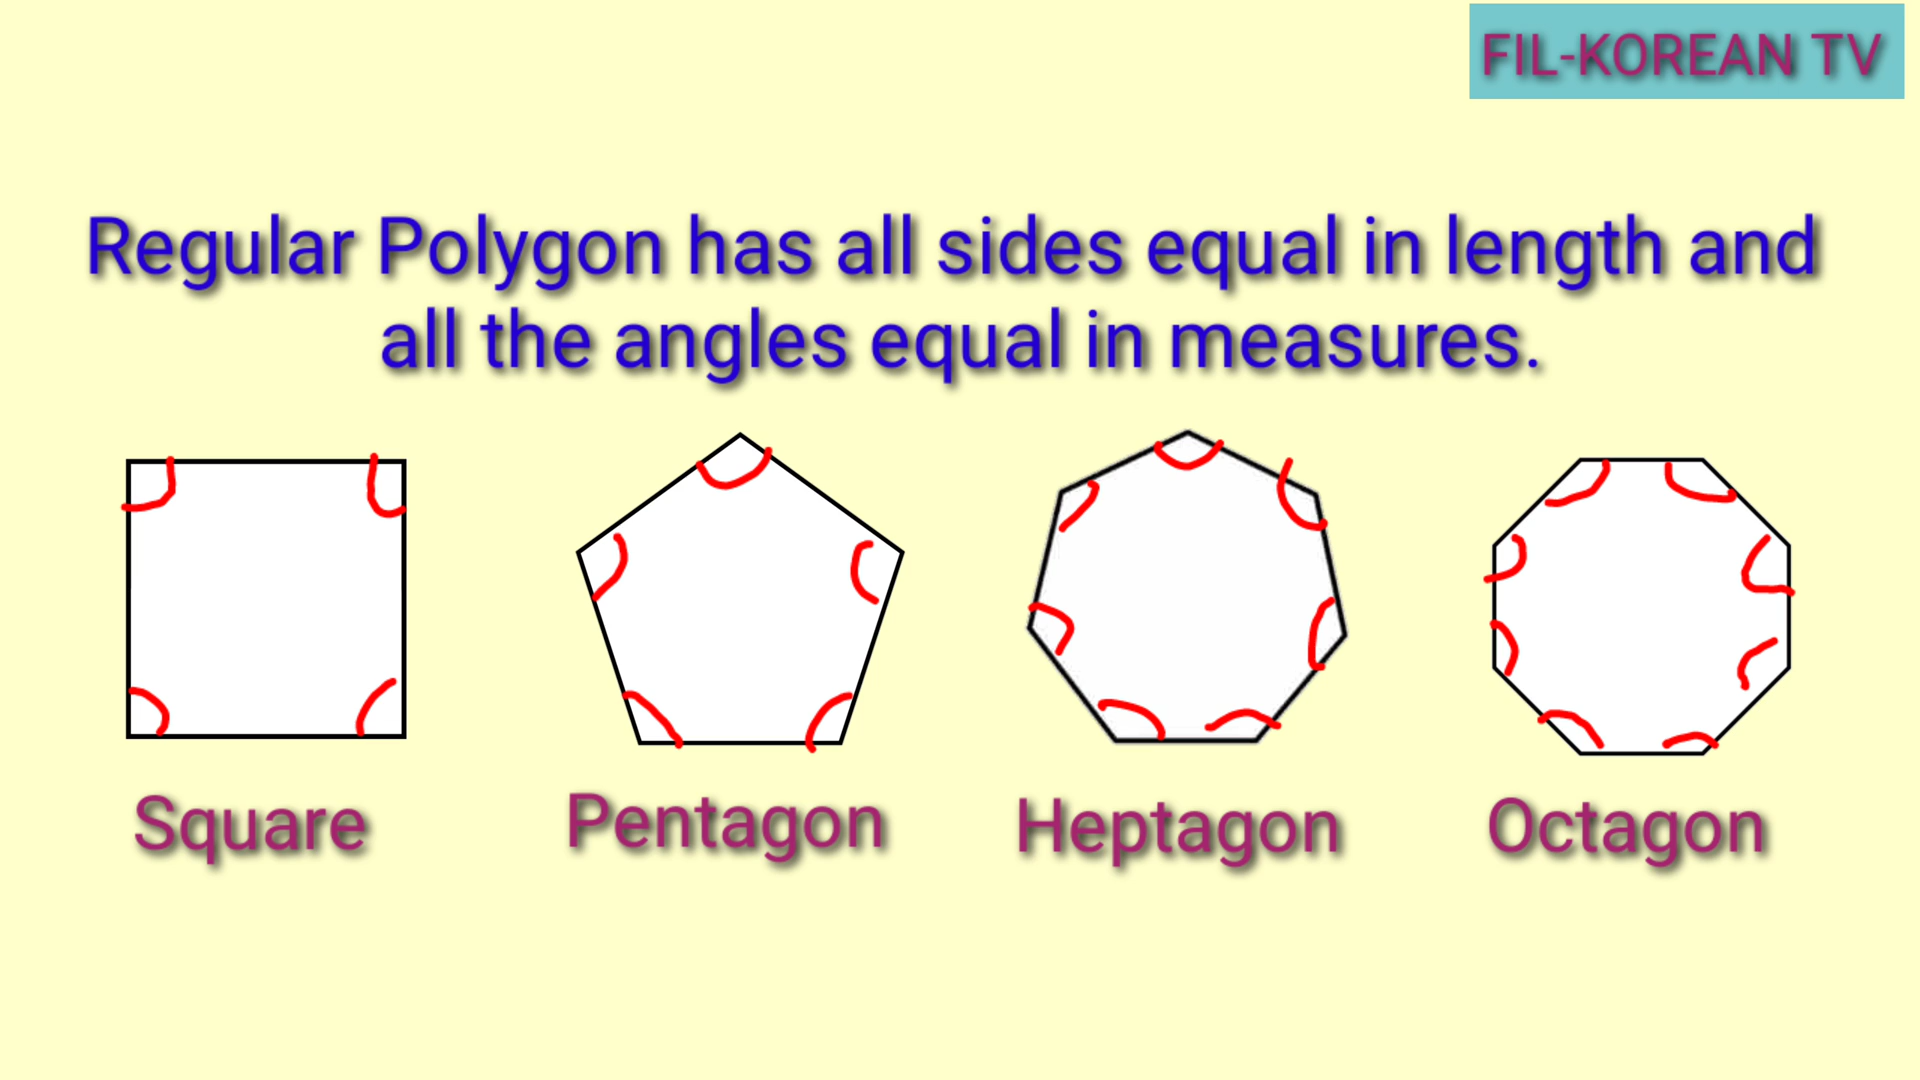 FIL-KOREAN TV
Regular Polygon has all sides equal in length and
all the angles equal in measures.
Square
Pentagon
Heptagon
Octagon